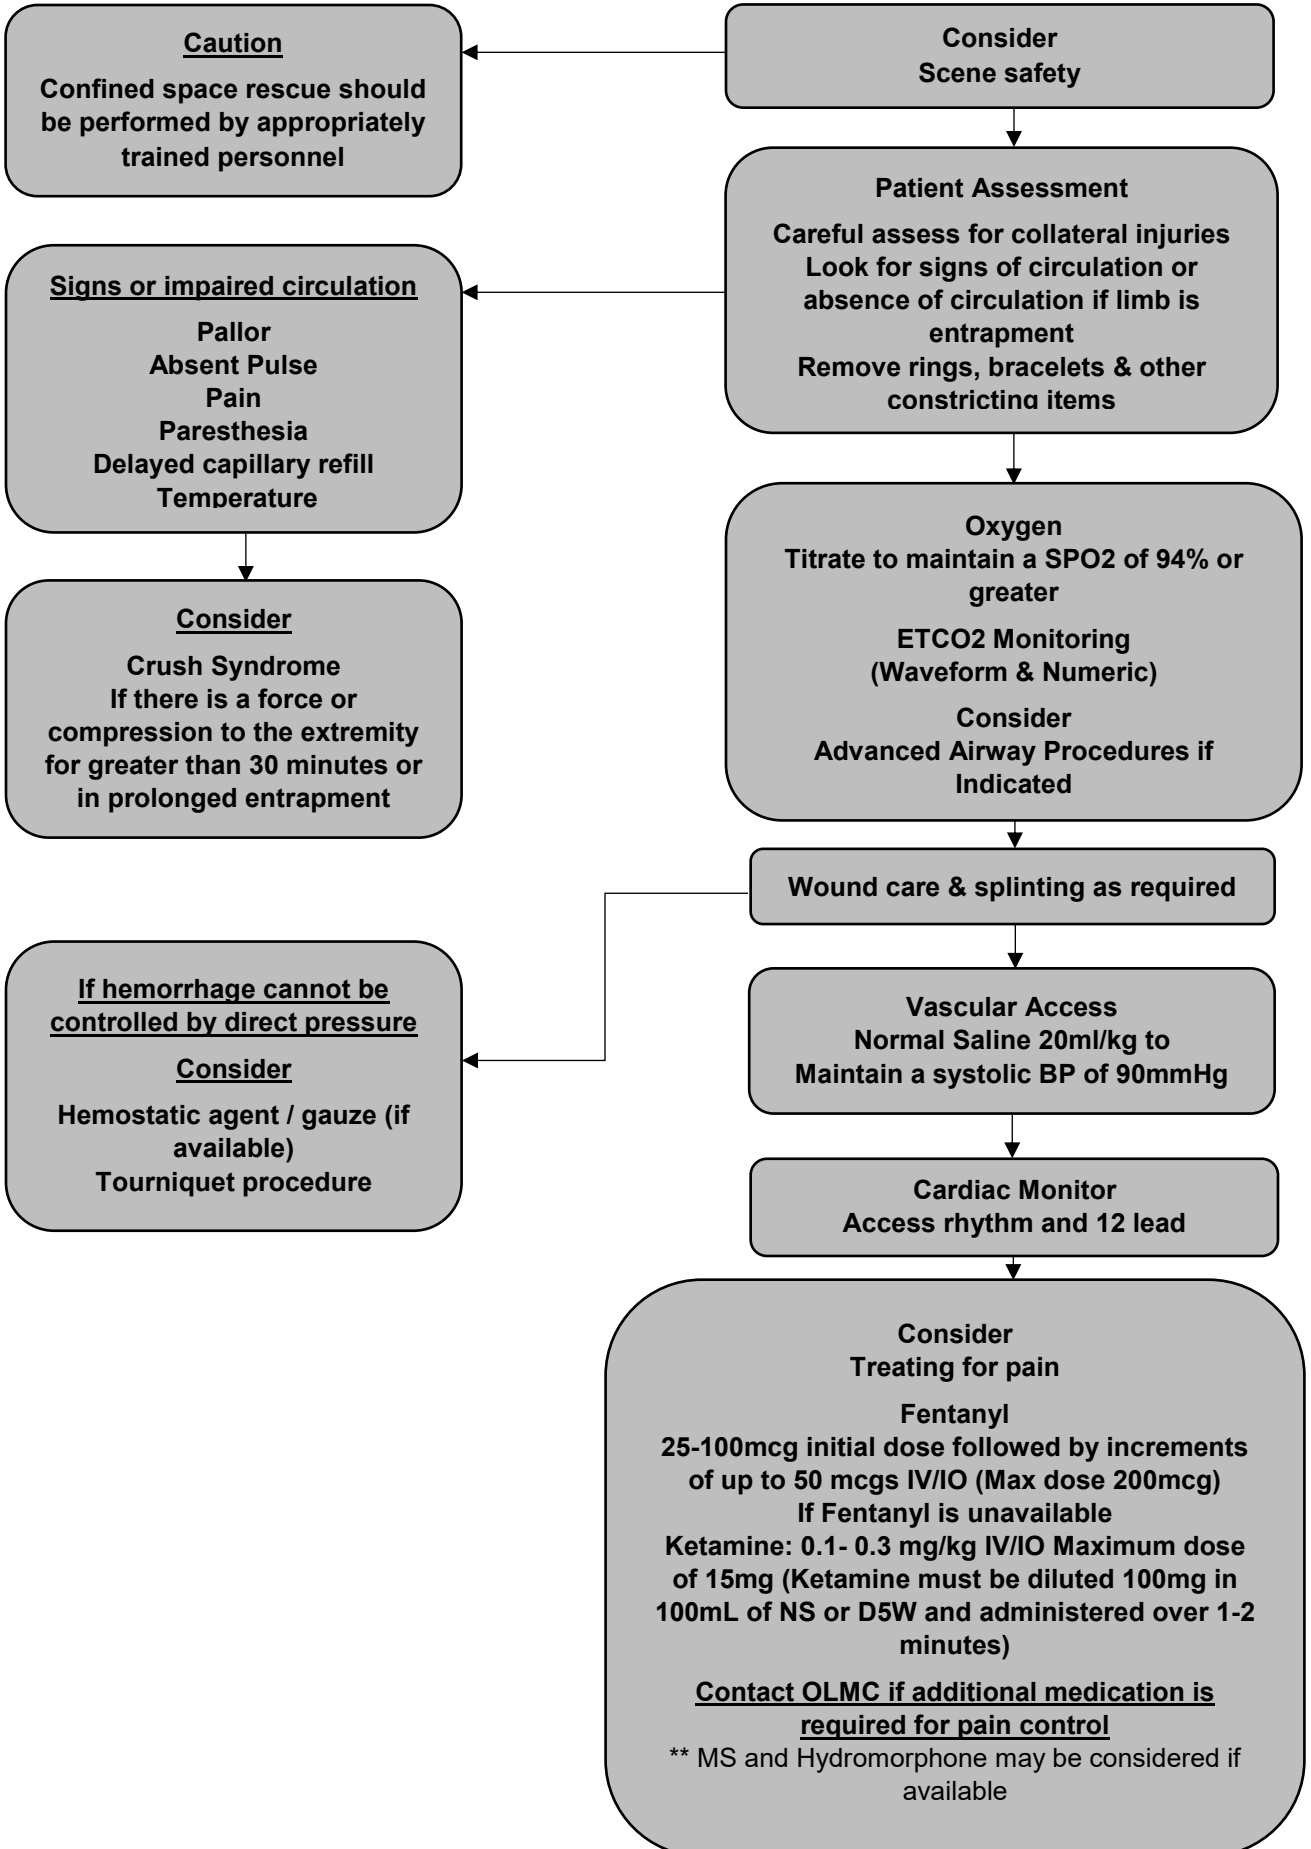 Caution
Confined space rescue should
be performed by appropriately
trained personnel
Consider
Scene safety
Patient Assessment
Careful assess for collateral injuries
Look for signs of circulation or
absence of circulation if limb is
entrapment
Remove rings, bracelets & other
constricting items
Signs or impaired circulation
Pallor
Absent Pulse
Pain
Paresthesia
Delayed capillary refill
Temperature
Consider
Crush Syndrome
If there is a force or
compression to the extremity
for greater than 30 minutes or
in prolonged entrapment
Oxygen
Titrate to maintain a SPO2 of 94% or
greater
ETCO2 Monitoring
(Waveform & Numeric)
Consider
Advanced Airway Procedures if
Indicated
Wound care & splinting as required
If hemorrhage cannot be
controlled by direct pressure
Consider
Hemostatic agent / gauze (if
available)
Tourniquet procedure
Vascular Access
Normal Saline 20ml/kg to
Maintain a systolic BP of 90mmHg
Cardiac Monitor
Access rhythm and 12 lead
Consider
Treating for pain
Fentanyl
25-100mcg initial dose followed by increments
of up to 50 mcgs IV/IO (Max dose 200mcg)
If Fentanyl is unavailable
Ketamine: 0.1- 0.3 mg/kg IV/IO Maximum dose
of 15mg (Ketamine must be diluted 100mg in
100mL of NS or D5W and administered over 1-2
minutes)
Contact OLMC if additional medication is
required for pain control
** MS and Hydromorphone may be considered if
available